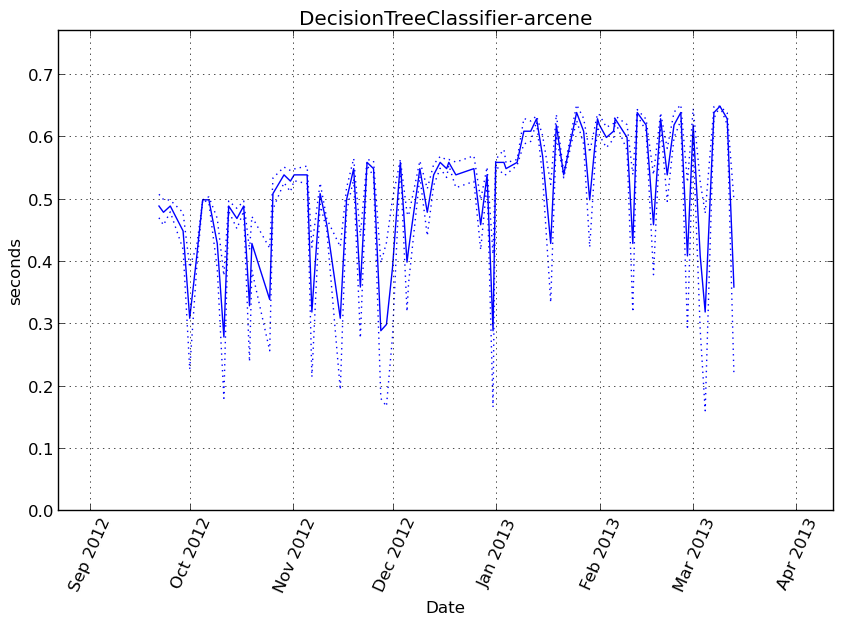 DecisionTreeClassifier-arcene
0.7
0.6
0.5
0.4
0.3
0.2
0.1
0.0
seconds
Sep 2012
Oct 2012
Nov 2012
Dec 2012
Jan 2013
Feb 2013
Mar 2013
Apr 2013
Date